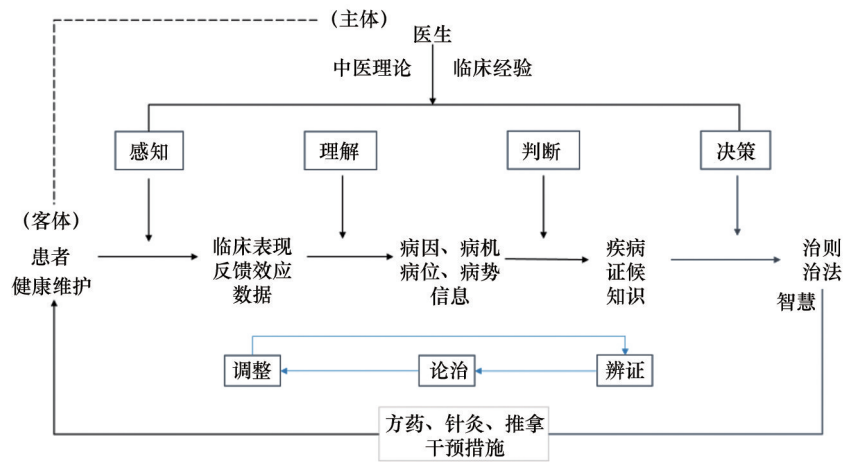 （主体）
医生
中医理论 临床经验
感知 理解 判断 决策
（客体）
患者
健康维护
临床表现
反馈效应
数据
病因、病机
病位、病势
信息
疾病
证候
知识
治则
治法
智慧
调整 论治 辨证
方药、针灸、推拿
干预措施